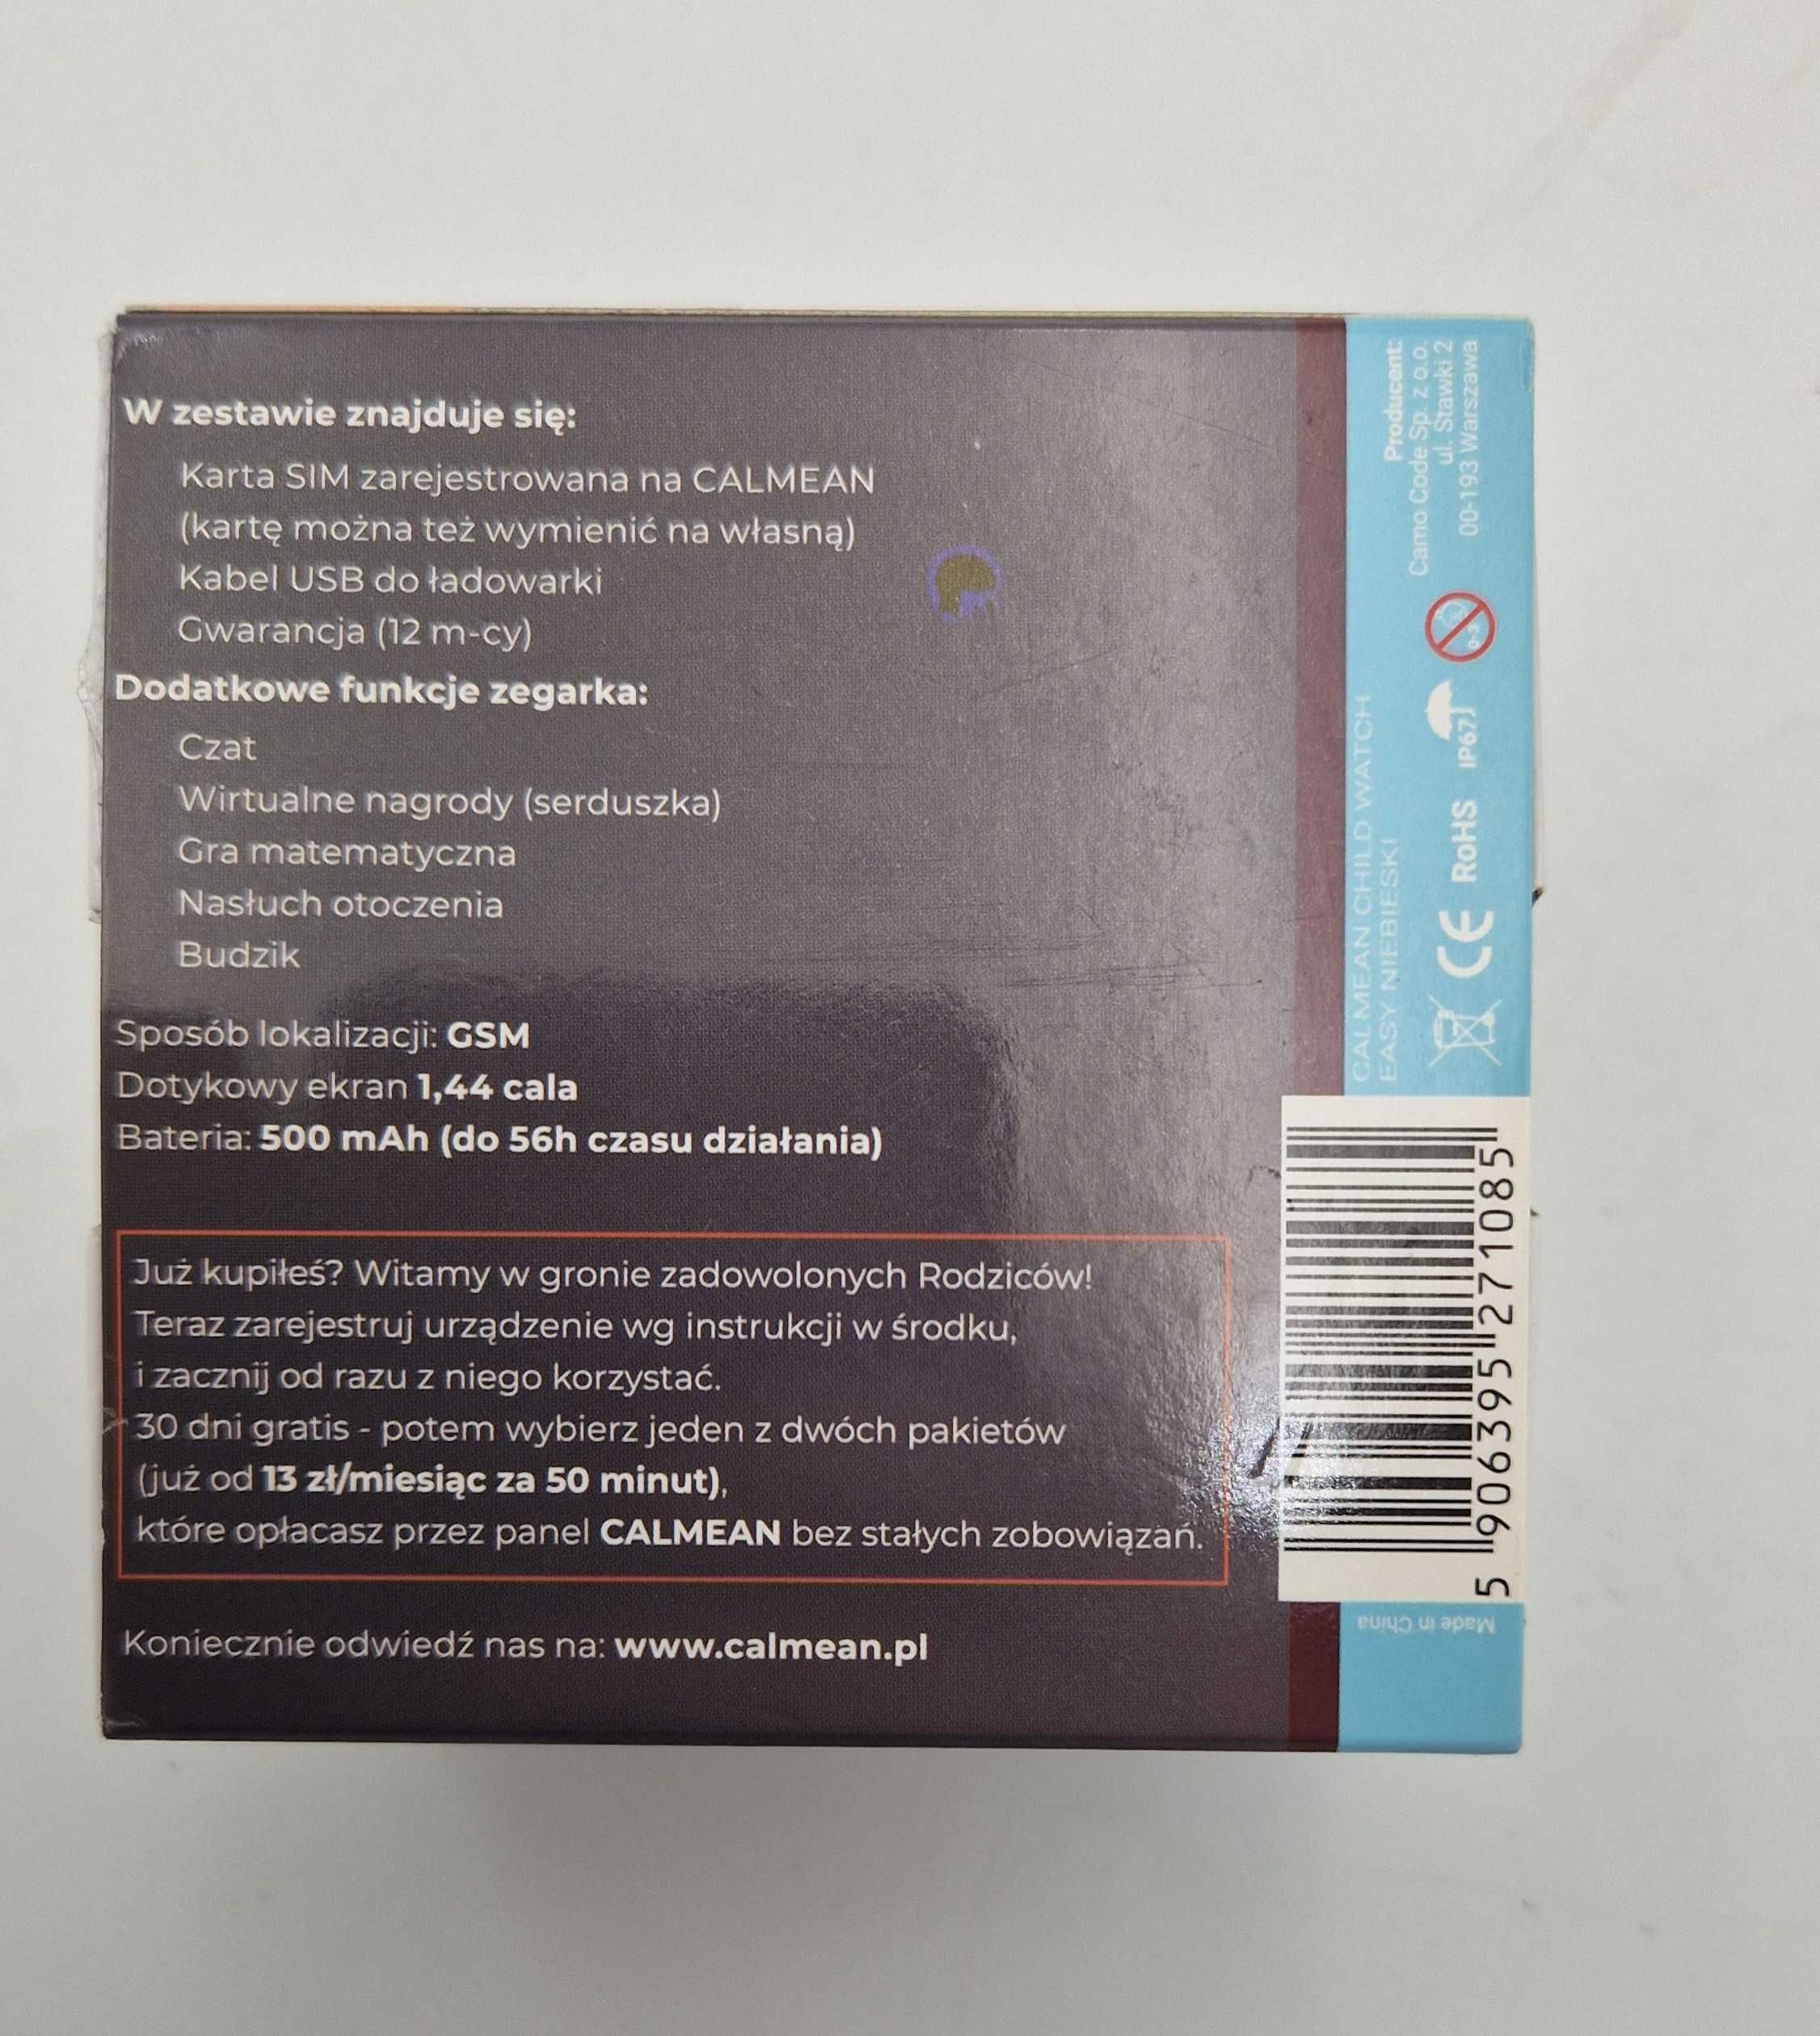 W zestawie znajduje się:
Karta SIM zarejestrowana na CALMEAN
(kartę można też wymienić na własną)
Kabel USB do ładowarki
Gwarancja (12 m-cy)
Dodatkowe funkcje zegarka:
Czat
Wirtualne nagrody (serduszka)
Gra matematyczna
Nasłuch otoczenia
Budzik
Sposób lokalizacji: GSM
Dotykowy ekran 1,44 cala
Bateria: 500 mAh (do 56h czasu działania)
Już kupiłeś? Witamy w gronie zadowolonych Rodziców!
Teraz zarejestruj urządzenie wg instrukcji w środku,
i zacznij od razu z niego korzystać.
30 dni gratis - potem wybierz jeden z dwóch pakietów
(już od 13 zł/miesiąc za 50 minut),
które opłacasz przez panel CALMEAN bez stałych zobowiązań.
Koniecznie odwiedź nas na: www.calmean.pl
Producent:
Camo Code Sp. z o.o.
ul. Stawki 2
00-193 Warszawa
0-3
IP67
RoHS
CE
CALMEAN CHILD WATCH
EASY NIEBIESKI
5 906395 271085
Made in China